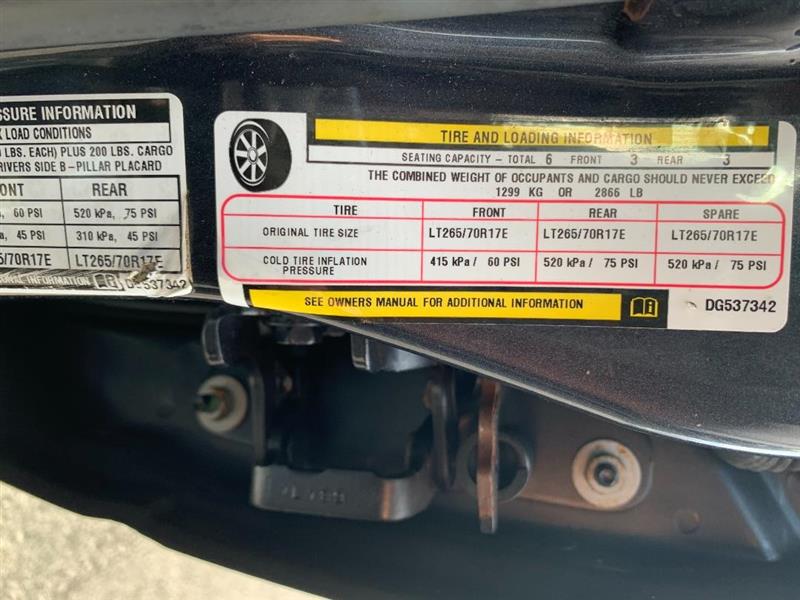 SSURE INFORMATION
LOAD CONDITIONS
LBS. EACH) PLUS 200 LBS. CARGO
DRIVERS SIDE B-PILLAR PLACARD
ONT REAR
60 PSI 520 kPa, 75 PSI
45 PSI 310 kPa, 45 PSI
5/70R17E LT265/70R17E
INFORMATION DG537342
TIRE AND LOADING INFORMATION
SEATING CAPACITY - TOTAL 6 FRONT 3 REAR 3
THE COMBINED WEIGHT OF OCCUPANTS AND CARGO SHOULD NEVER EXCEED
1299 KG OR 2866 LB
TIRE FRONT REAR SPARE
ORIGINAL TIRE SIZE LT265/70R17E LT265/70R17E LT265/70R17E
COLD TIRE INFLATION PRESSURE 415 kPa / 60 PSI 520 kPa / 75 PSI 520 kPa / 75 PSI
SEE OWNERS MANUAL FOR ADDITIONAL INFORMATION
DG537342